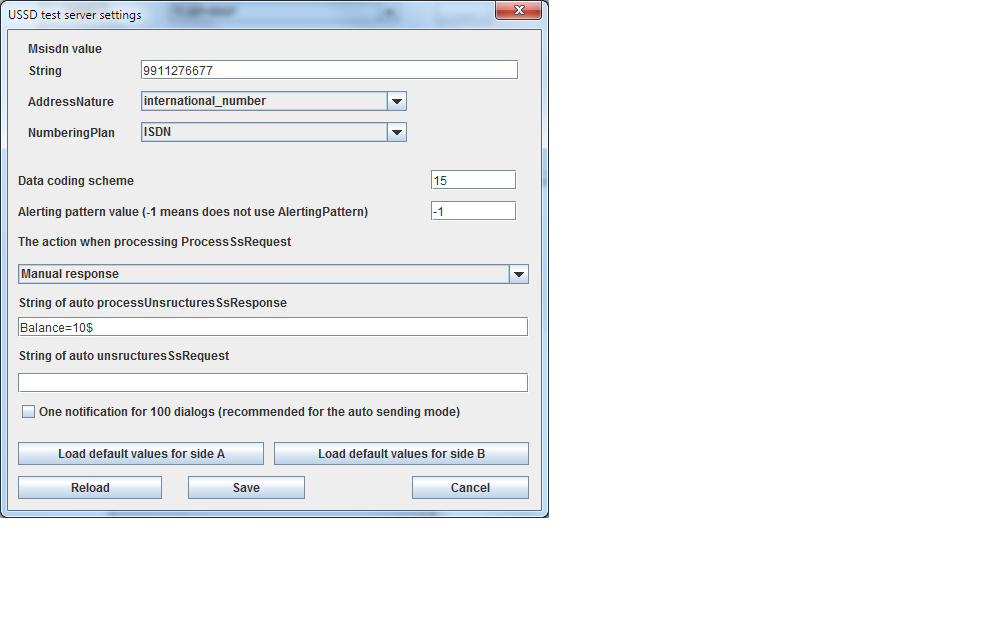 USSD test server settings
Msisdn value
String 9911276677
AddressNature international_number
NumberingPlan ISDN
Data coding scheme 15
Alerting pattern value (-1 means does not use AlertingPattern) -1
The action when processing ProcessSsRequest
Manual response
String of auto processUnsructuresSsResponse
Balance=10$
String of auto unsructuresSsRequest
One notification for 100 dialogs (recommended for the auto sending mode)
Load default values for side A Load default values for side B
Reload Save Cancel